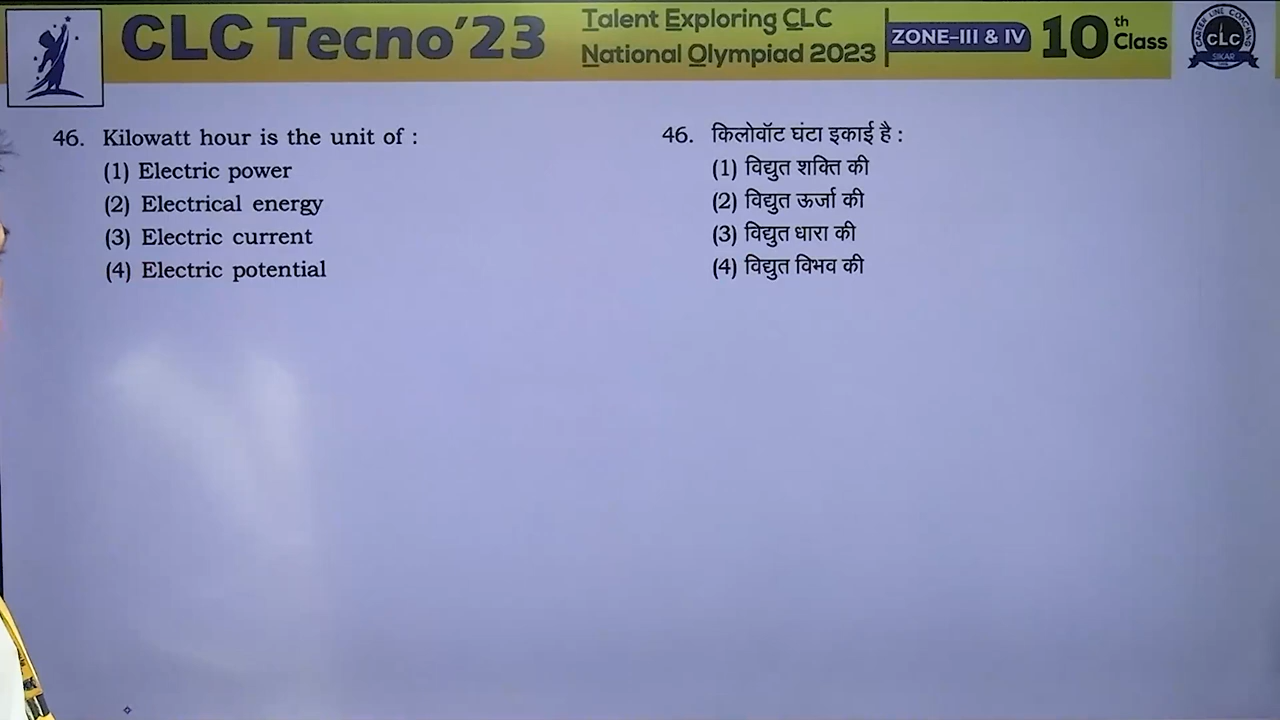 CLC Tecno'23
Talent Exploring CLC
National Olympiad 2023
ZONE–III & IV
10th Class
CLC
SIKAR
46. Kilowatt hour is the unit of :
(1) Electric power
(2) Electrical energy
(3) Electric current
(4) Electric potential
46. किलोवॉट घंटा इकाई है :
(1) विद्युत शक्ति की
(2) विद्युत ऊर्जा की
(3) विद्युत धारा की
(4) विद्युत विभव की